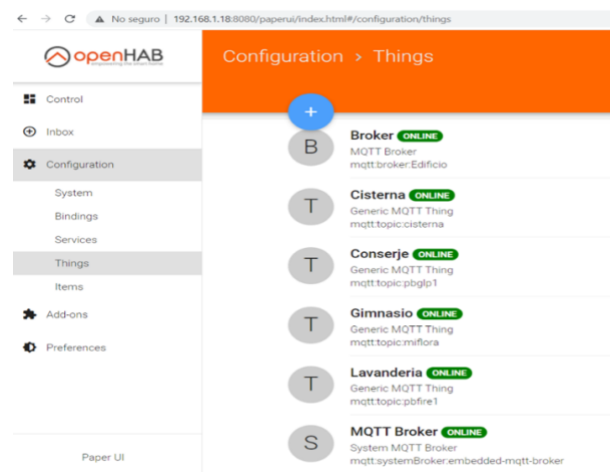 No seguro | 192.168.1.18:8080/paperui/index.html#/configuration/things
openHAB
empowering the smart home
Configuration > Things
Control
Inbox
Configuration
System
Bindings
Services
Things
Items
Add-ons
Preferences
Paper UI
+
B
Broker ONLINE
MQTT Broker
mqtt:broker:Edificio
T
Cisterna ONLINE
Generic MQTT Thing
mqtt:topic:cisterna
T
Conserje ONLINE
Generic MQTT Thing
mqtt:topic:pbglp1
T
Gimnasio ONLINE
Generic MQTT Thing
mqtt:topic:miflora
T
Lavanderia ONLINE
Generic MQTT Thing
mqtt:topic:pbfire1
S
MQTT Broker ONLINE
System MQTT Broker
mqtt:systemBroker:embedded-mqtt-broker